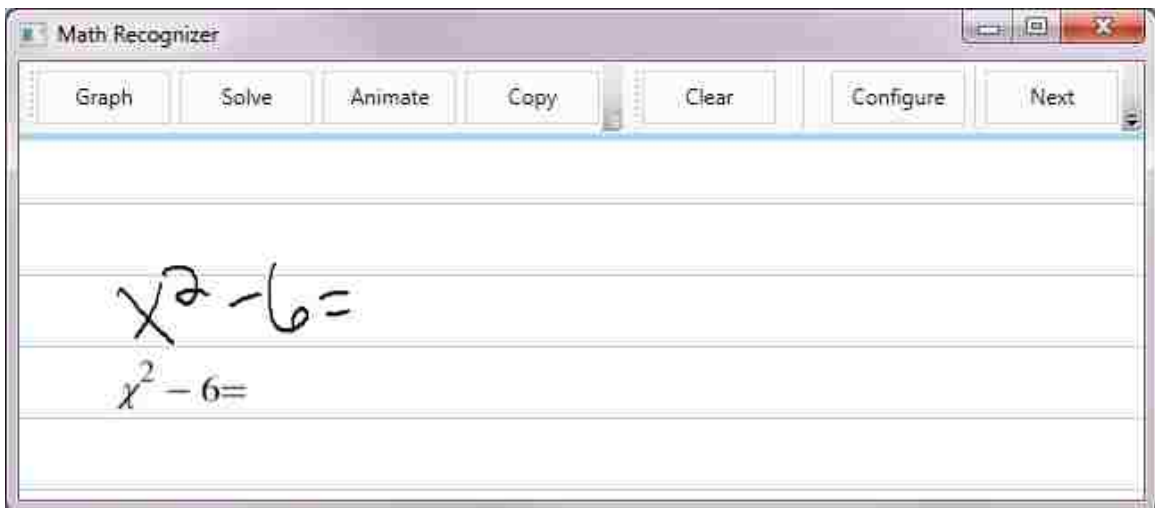 Math Recognizer
Graph Solve Animate Copy Clear Configure Next
x² - 6 =
χ² − 6=